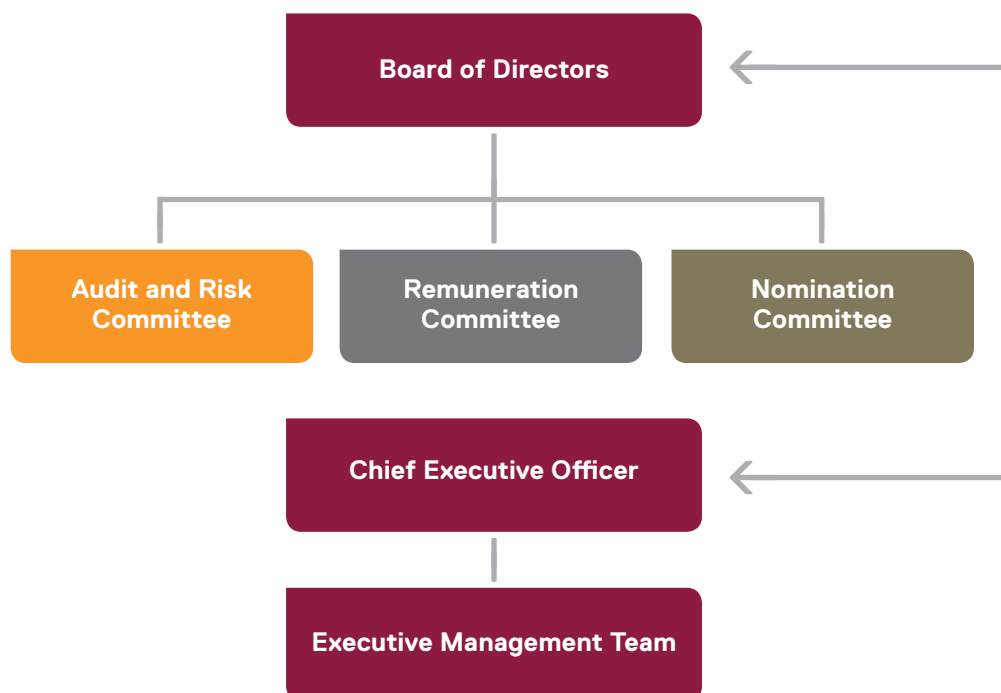 Board of Directors
Audit and Risk
Committee
Remuneration
Committee
Nomination
Committee
Chief Executive Officer
Executive Management Team